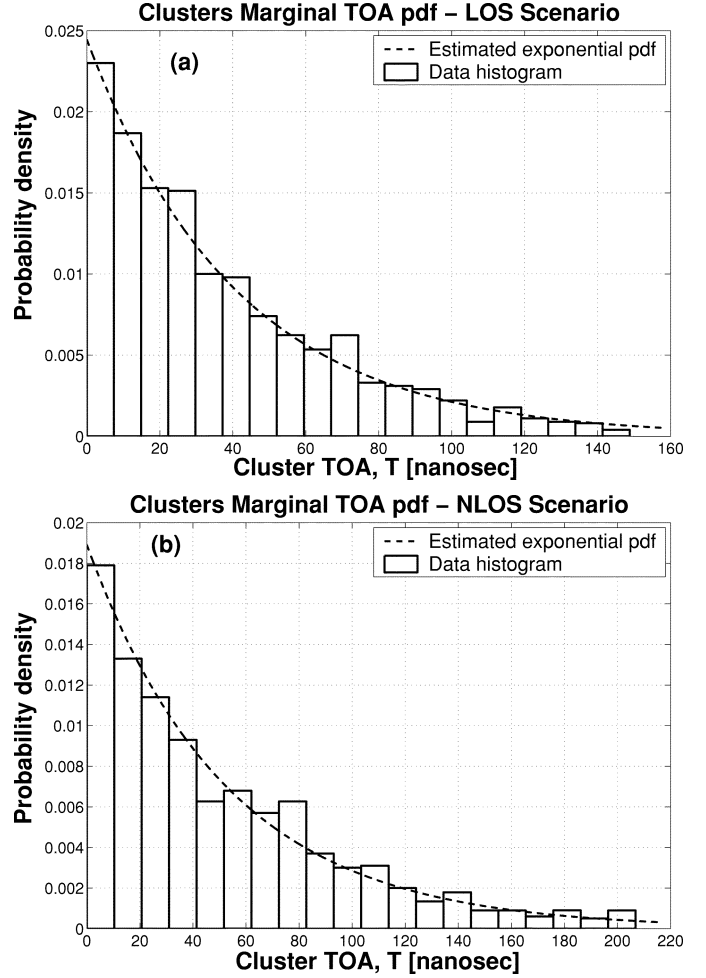 Clusters Marginal TOA pdf − LOS Scenario
0.025
(a)
Estimated exponential pdf
Data histogram
0.02
0.015
0.01
0.005
0
Probability density
0 20 40 60 80 100 120 140 160
Cluster TOA, T [nanosec]
Clusters Marginal TOA pdf − NLOS Scenario
0.02
(b)
Estimated exponential pdf
Data histogram
0.018
0.016
0.014
0.012
0.01
0.008
0.006
0.004
0.002
0
Probability density
0 20 40 60 80 100 120 140 160 180 200 220
Cluster TOA, T [nanosec]